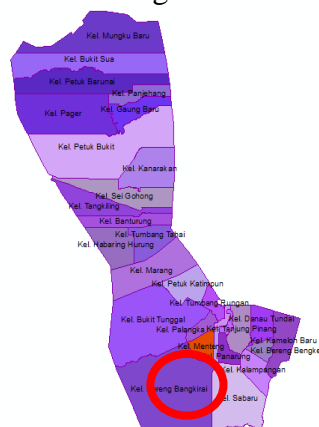 Kel. Mungku Baru
Kel. Bukit Sua
Kel. Petuk Barunai
Kel. Panjehang
Kel. Pager
Kel. Gaung Baru
Kel. Petuk Bukit
Kel. Kanarakan
Kel. Sei Gohong
Kel. Tangkiling
Kel. Banturung
Kel. Tumbang Tahai
Kel. Habaring Hurung
Kel. Marang
Kel. Petuk Katimpun
Kel. Tumbang Rungan
Kel. Bukit Tunggal
Kel. Danau Tundai
Kel. Palangka
Kel. Tanjung Pinang
Kel. Kameloh Baru
Kel. Menteng
Kel. Bereng Bengkel
Kel. Panarung
Kel. Kalampangan
Kel.
Bangkirai
Kel. Sabaru